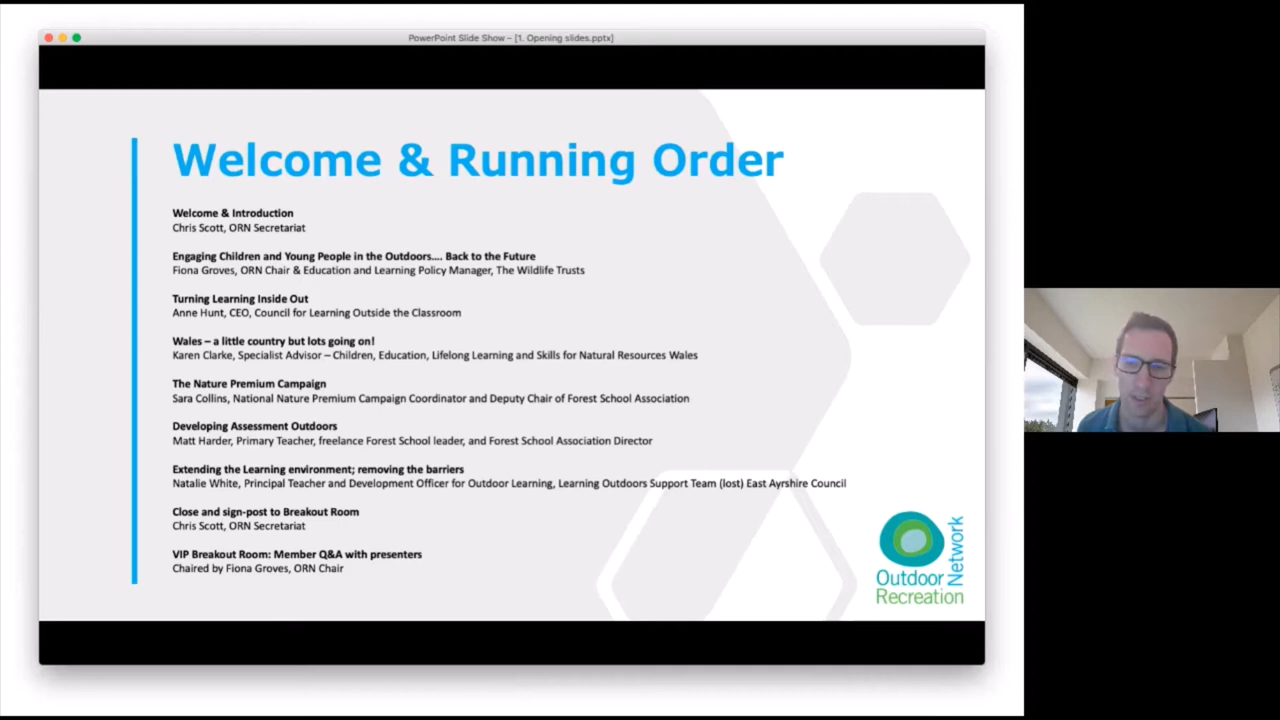 PowerPoint Slide Show – [1. Opening slides.pptx]
Welcome & Running Order
Welcome & Introduction
Chris Scott, ORN Secretariat
Engaging Children and Young People in the Outdoors.... Back to the Future
Fiona Groves, ORN Chair & Education and Learning Policy Manager, The Wildlife Trusts
Turning Learning Inside Out
Anne Hunt, CEO, Council for Learning Outside the Classroom
Wales – a little country but lots going on!
Karen Clarke, Specialist Advisor – Children, Education, Lifelong Learning and Skills for Natural Resources Wales
The Nature Premium Campaign
Sara Collins, National Nature Premium Campaign Coordinator and Deputy Chair of Forest School Association
Developing Assessment Outdoors
Matt Harder, Primary Teacher, freelance Forest School leader, and Forest School Association Director
Extending the Learning environment; removing the barriers
Natalie White, Principal Teacher and Development Officer for Outdoor Learning, Learning Outdoors Support Team (lost) East Ayrshire Council
Close and sign-post to Breakout Room
Chris Scott, ORN Secretariat
VIP Breakout Room: Member Q&A with presenters
Chaired by Fiona Groves, ORN Chair
Outdoor
Recreation
Network